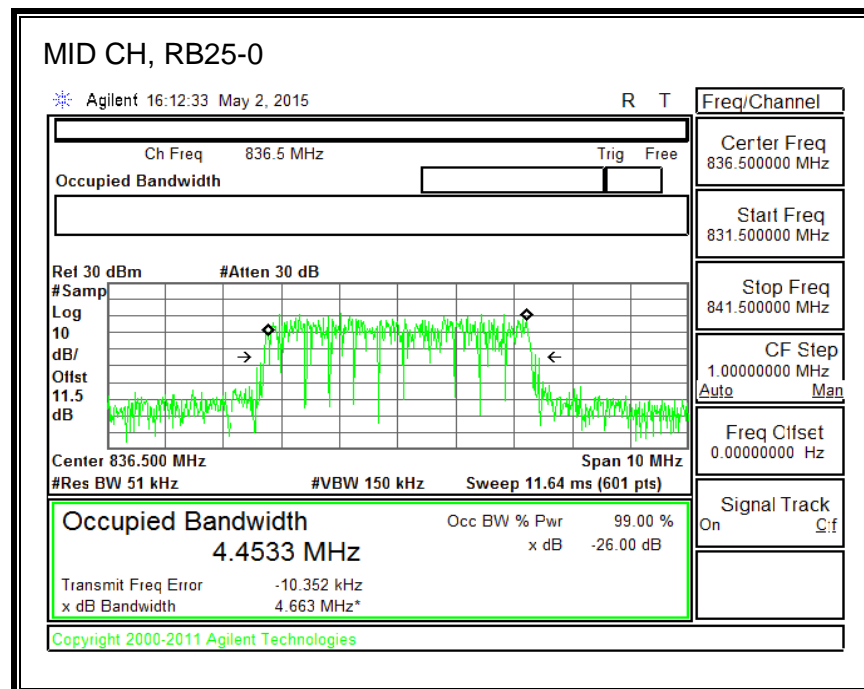 MID CH, RB25-0
Agilent 16:12:33 May 2, 2015 R T
Freq/Channel
Ch Freq 836.5 MHz Trig Free
Occupied Bandwidth
Center Freq
836.500000 MHz
Start Freq
831.500000 MHz
Stop Freq
841.500000 MHz
CF Step
1.00000000 MHz
Auto Man
Freq Offset
0.00000000 Hz
Signal Track
On Off
Ref 30 dBm #Atten 30 dB
#Samp
Log
10
dB/
Offst
11.5
dB
Center 836.500 MHz Span 10 MHz
#Res BW 51 kHz #VBW 150 kHz Sweep 11.64 ms (601 pts)
Occupied Bandwidth
4.4533 MHz
Occ BW % Pwr 99.00 %
x dB -26.00 dB
Transmit Freq Error -10.352 kHz
x dB Bandwidth 4.663 MHz*
Copyright 2000-2011 Agilent Technologies